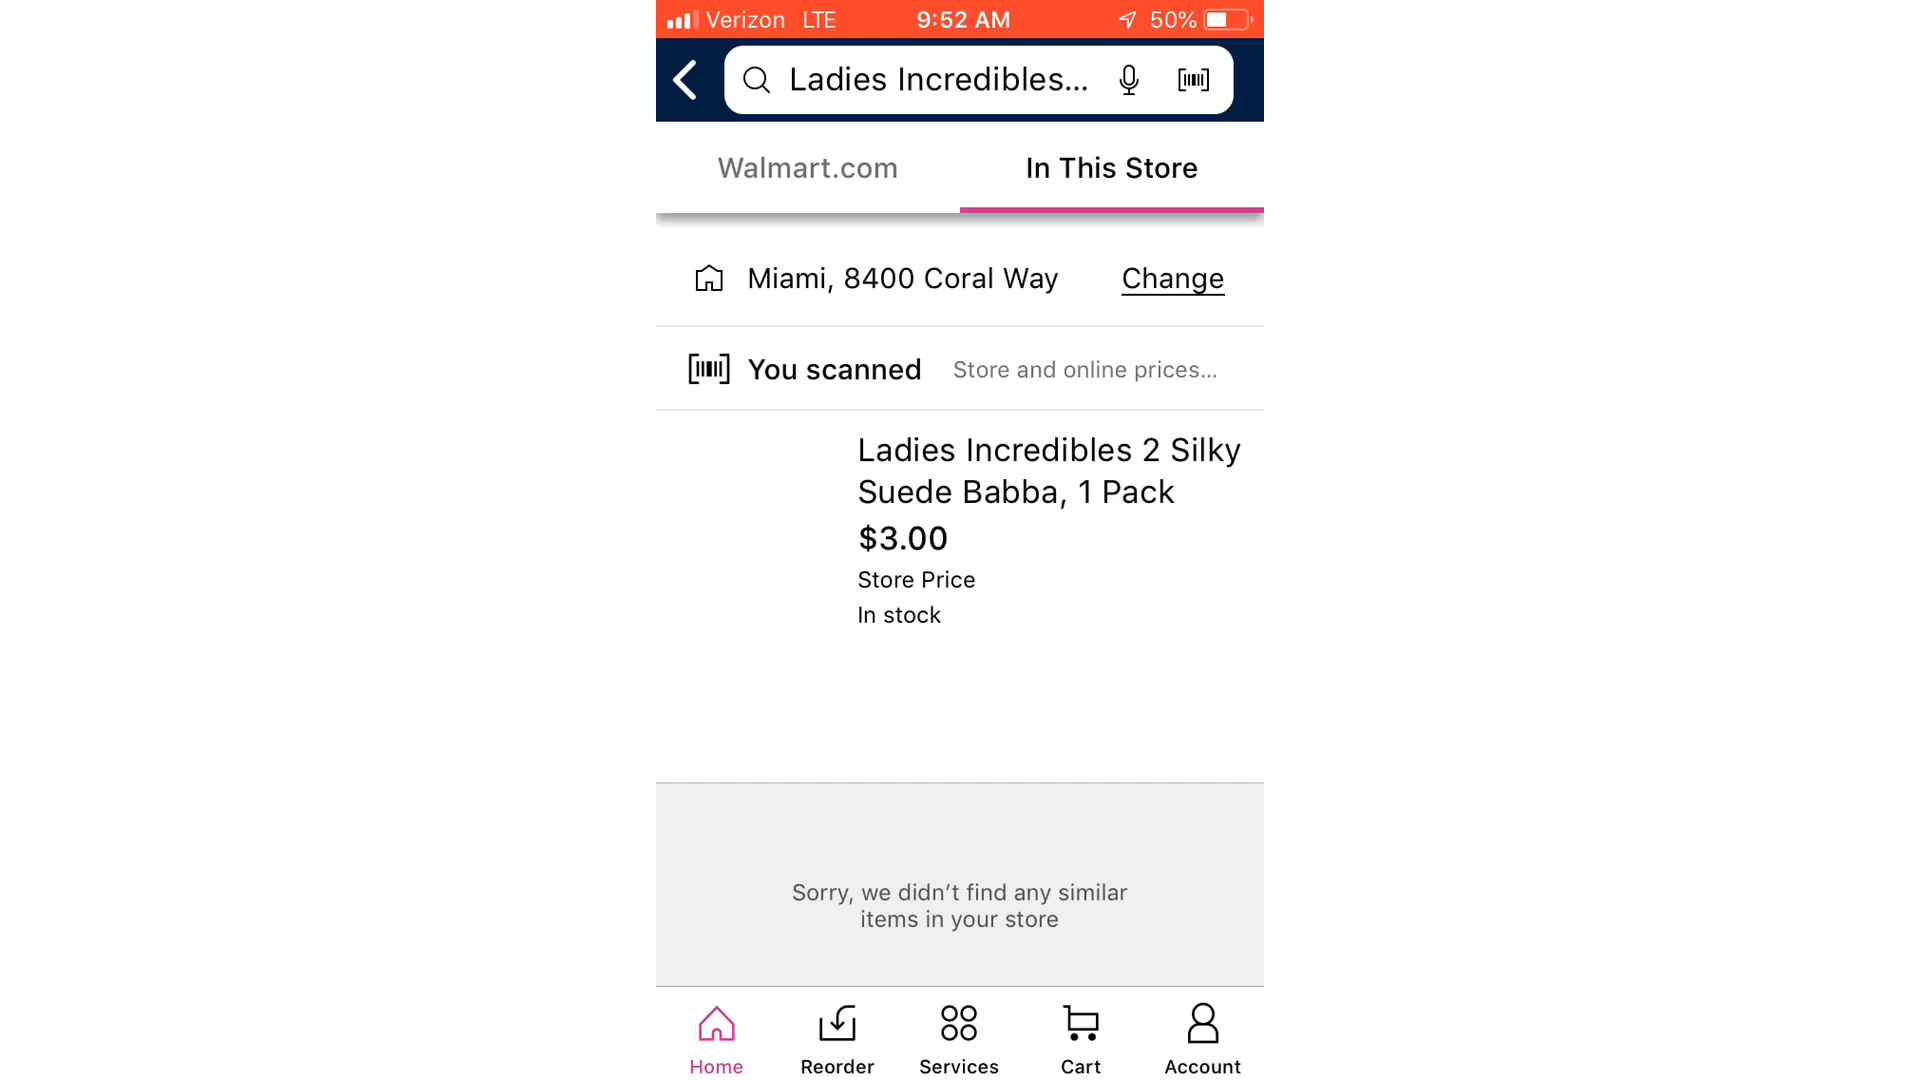 Verizon LTE 9:52 AM 50%
Ladies Incredibles...
Walmart.com In This Store
Miami, 8400 Coral Way Change
You scanned Store and online prices...
Ladies Incredibles 2 Silky
Suede Babba, 1 Pack
$3.00
Store Price
In stock
Sorry, we didn’t find any similar
items in your store
Home Reorder Services Cart Account